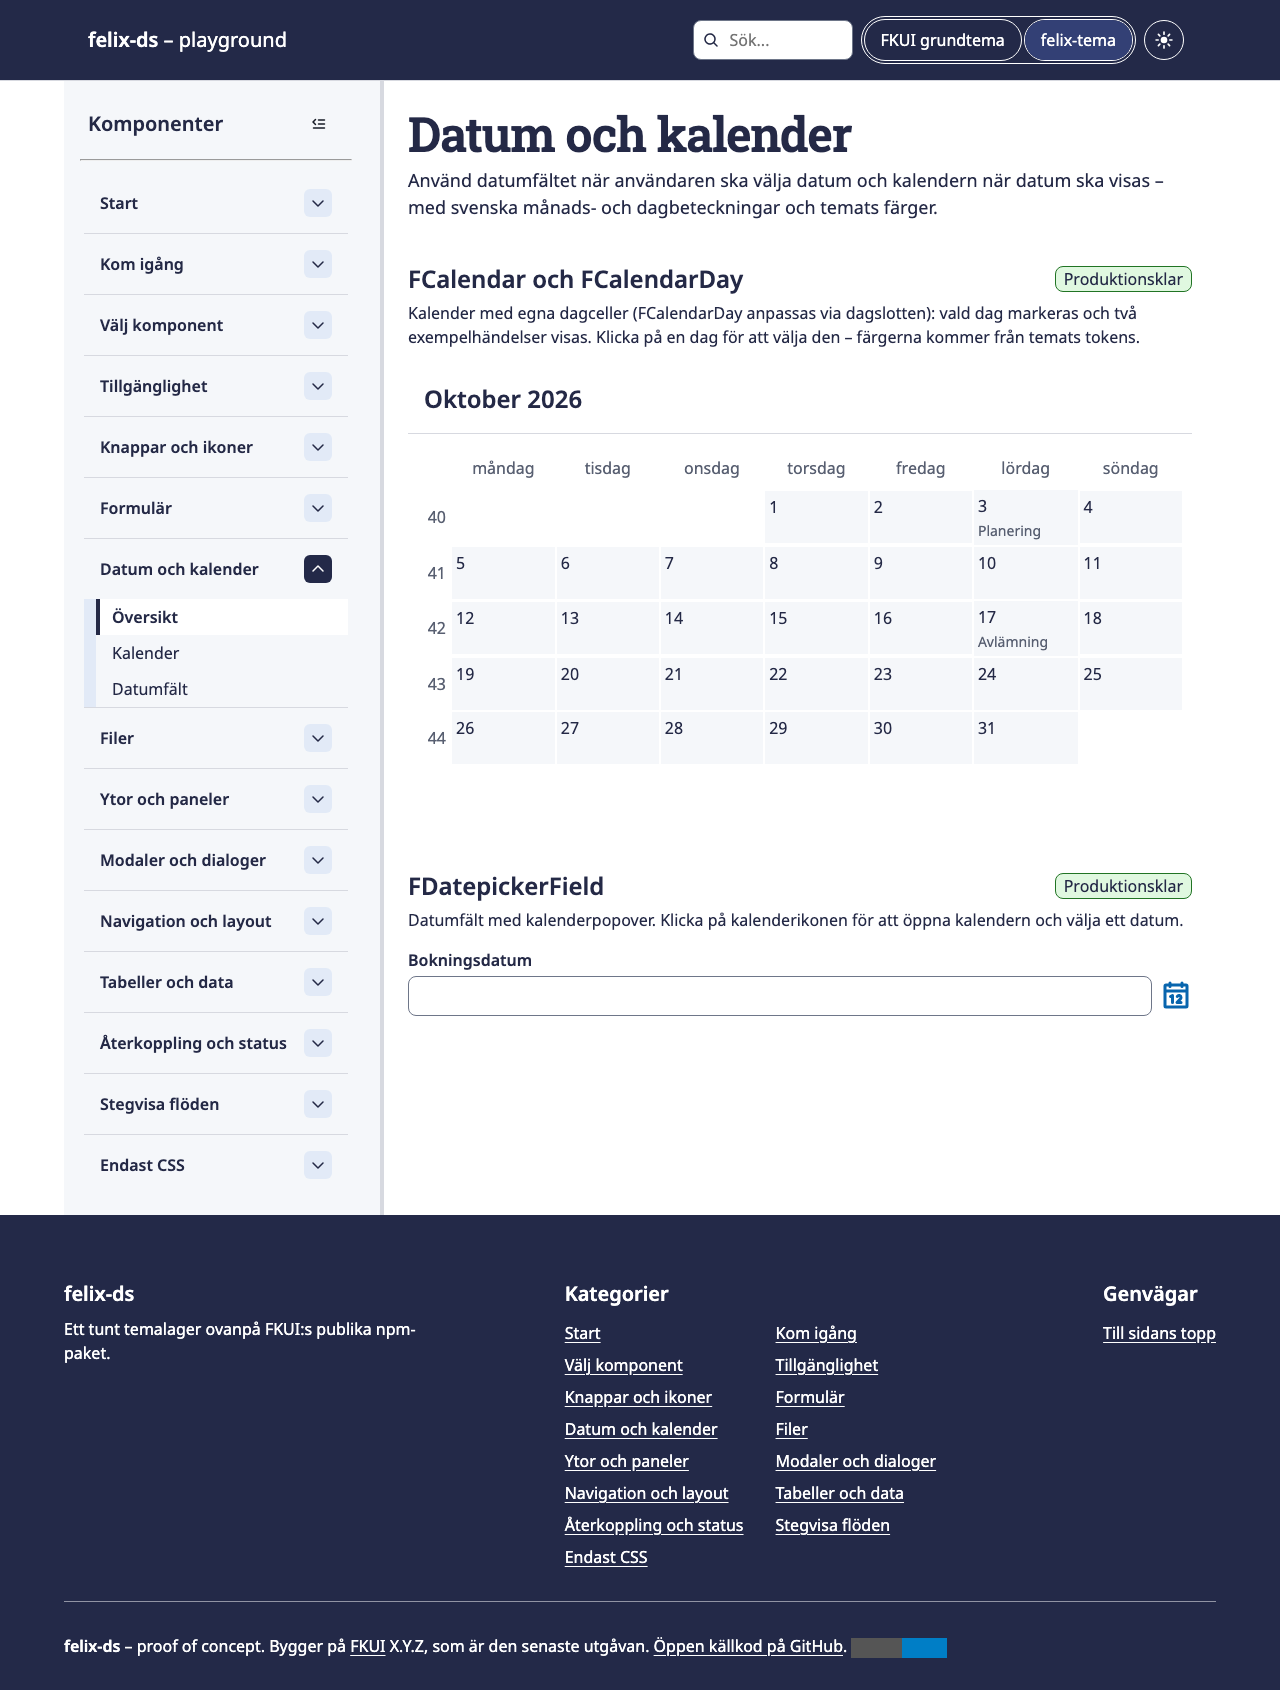 felix-ds – playground
Sök...
FKUI grundtema
felix-tema
Komponenter
Start
Kom igång
Välj komponent
Tillgänglighet
Knappar och ikoner
Formulär
Datum och kalender
Översikt
Kalender
Datumfält
Filer
Ytor och paneler
Modaler och dialoger
Navigation och layout
Tabeller och data
Återkoppling och status
Stegvisa flöden
Endast CSS
Datum och kalender
Använd datumfältet när användaren ska välja datum och kalendern när datum ska visas –
med svenska månads- och dagbeteckningar och temats färger.
FCalendar och FCalendarDay
Produktionsklar
Kalender med egna dagceller (FCalendarDay anpassas via dagslotten): vald dag markeras och två
exempelhändelser visas. Klicka på en dag för att välja den – färgerna kommer från temats tokens.
Oktober 2026
måndag tisdag onsdag torsdag fredag lördag söndag
40 1 2 3 4
Planering
41 5 6 7 8 9 10 11
42 12 13 14 15 16 17 18
Avlämning
43 19 20 21 22 23 24 25
44 26 27 28 29 30 31
FDatepickerField
Produktionsklar
Datumfält med kalenderpopover. Klicka på kalenderikonen för att öppna kalendern och välja ett datum.
Bokningsdatum
12
felix-ds
Ett tunt temalager ovanpå FKUI:s publika npm-
paket.
Kategorier
Start
Kom igång
Välj komponent
Tillgänglighet
Knappar och ikoner
Formulär
Datum och kalender
Filer
Ytor och paneler
Modaler och dialoger
Navigation och layout
Tabeller och data
Återkoppling och status
Stegvisa flöden
Endast CSS
Genvägar
Till sidans topp
felix-ds – proof of concept. Bygger på FKUI X.Y.Z, som är den senaste utgåvan. Öppen källkod på GitHub.